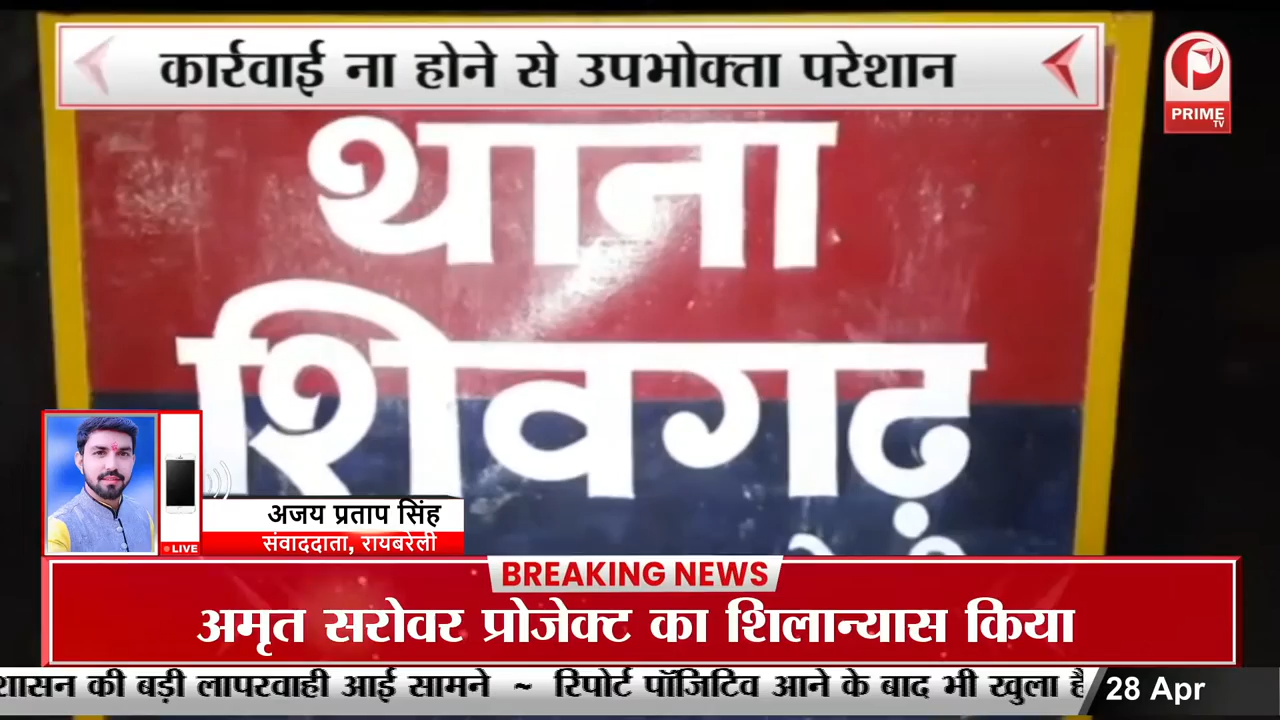 कार्रवाई ना होने से उपभोक्ता परेशान
PRIME
TV
थाना
शिवगढ़
LIVE
अजय प्रताप सिंह
संवाददाता, रायबरेली
BREAKING NEWS
अमृत सरोवर प्रोजेक्ट का शिलान्यास किया
की बड़ी लापरवाही आई सामने ~ रिपोर्ट पॉजिटिव आने के बाद भी खुला
28 Apr